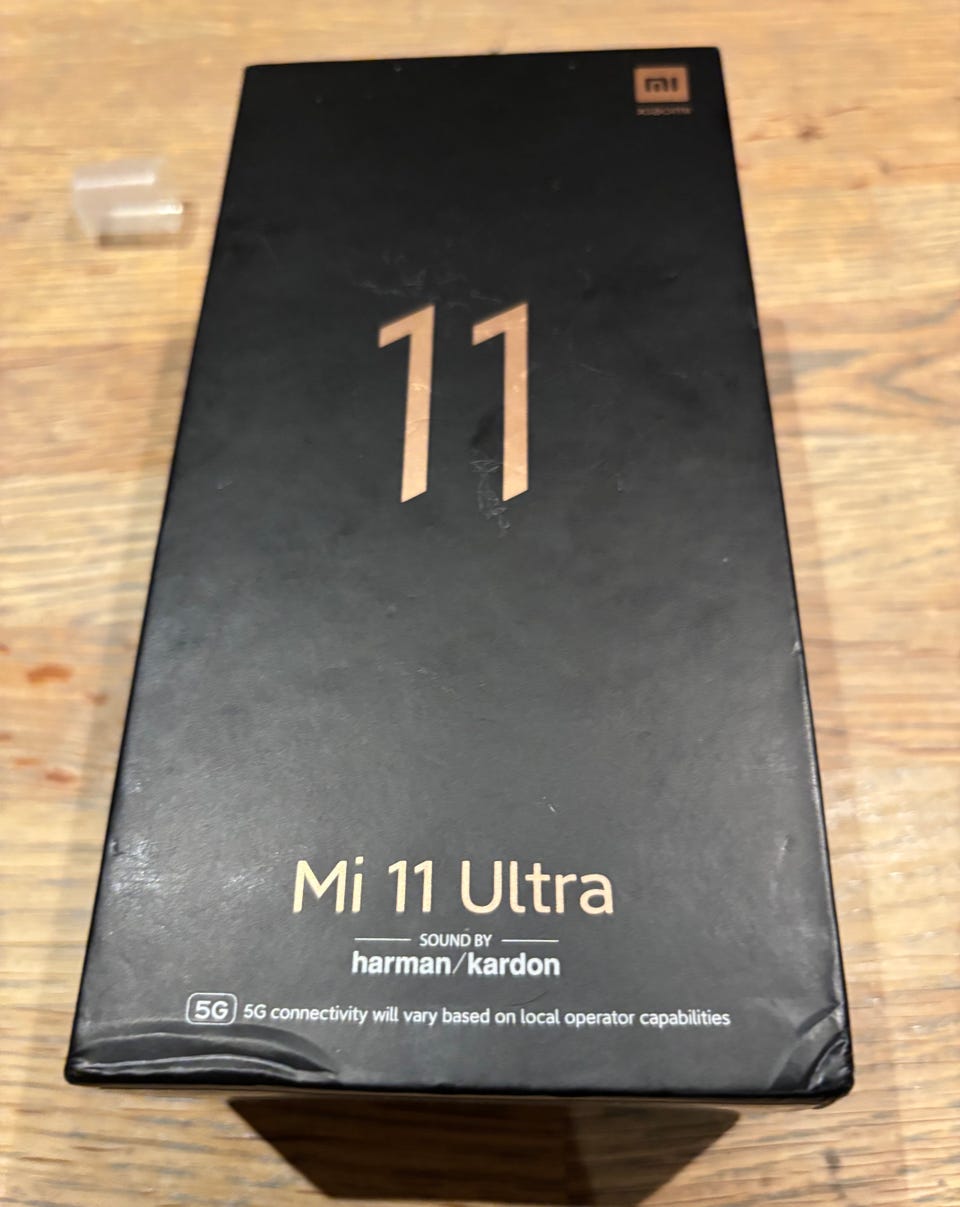 mi
XIAOMI
11
Mi 11 Ultra
SOUND BY
harman/kardon
5G 5G connectivity will vary based on local operator capabilities